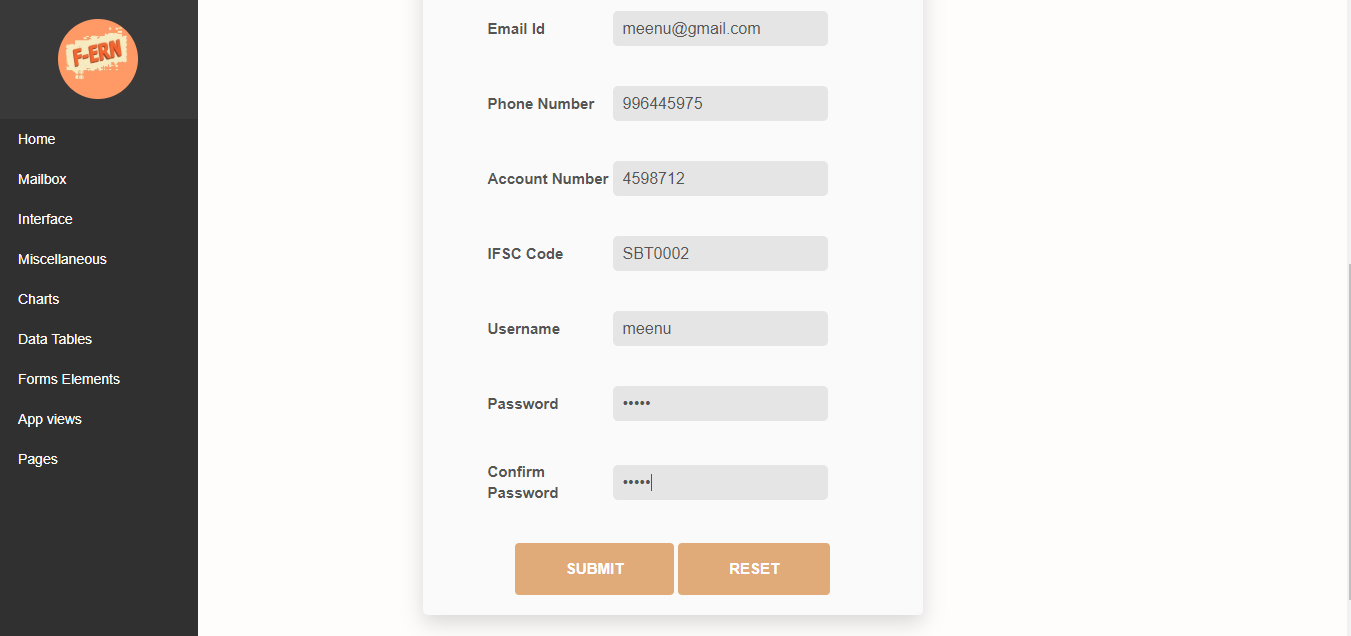 F-ERN
Home
Mailbox
Interface
Miscellaneous
Charts
Data Tables
Forms Elements
App views
Pages
Email Id meenu@gmail.com
Phone Number 996445975
Account Number 4598712
IFSC Code SBT0002
Username meenu
Password •••••
Confirm
Password •••••
SUBMIT RESET